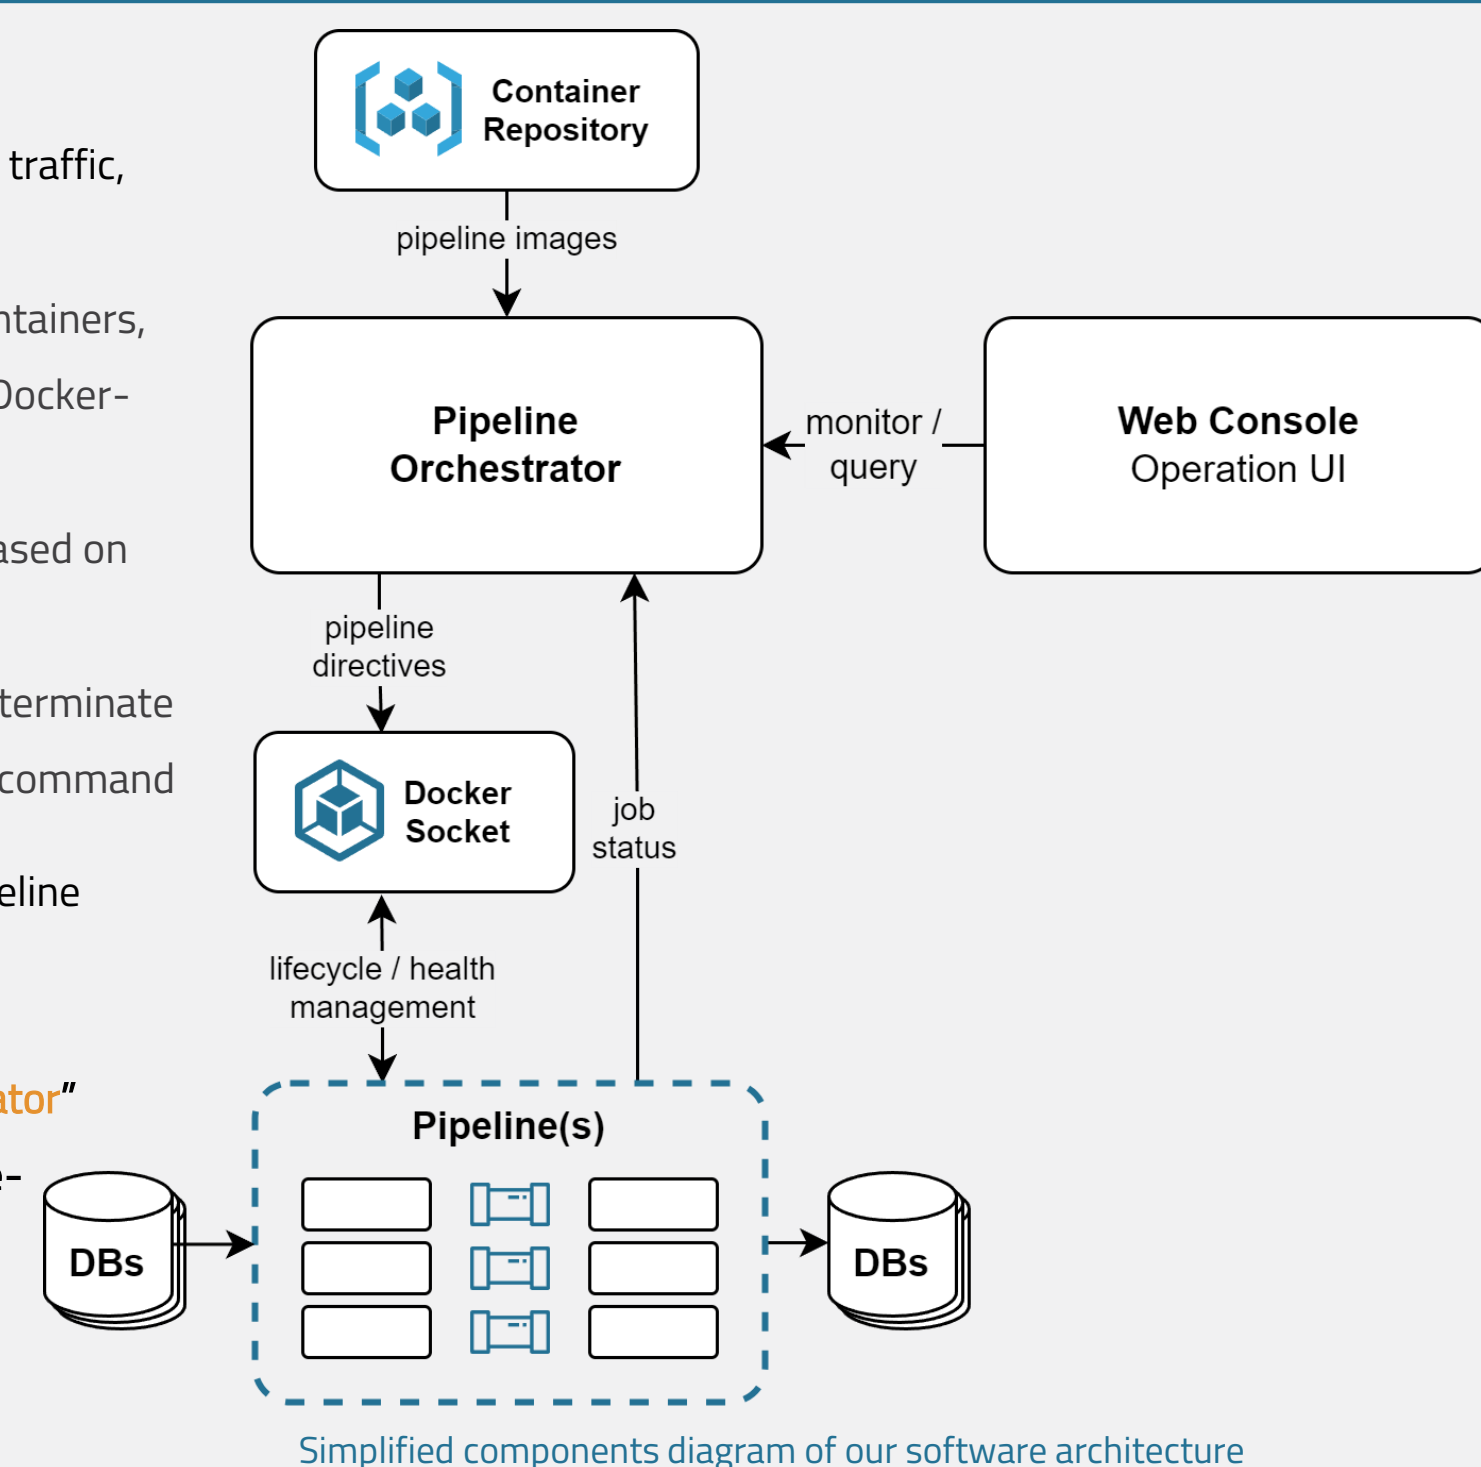 Container
Repository
traffic,
pipeline images
ntainers,
Docker-
Pipeline
Orchestrator
monitor /
query
Web Console
Operation UI
ased on
pipeline
directives
terminate
command
Docker
Socket
job
status
eline
lifecycle / health
management
ator"
e-
Pipeline(s)
DBs
DBs
Simplified components diagram of our software architecture